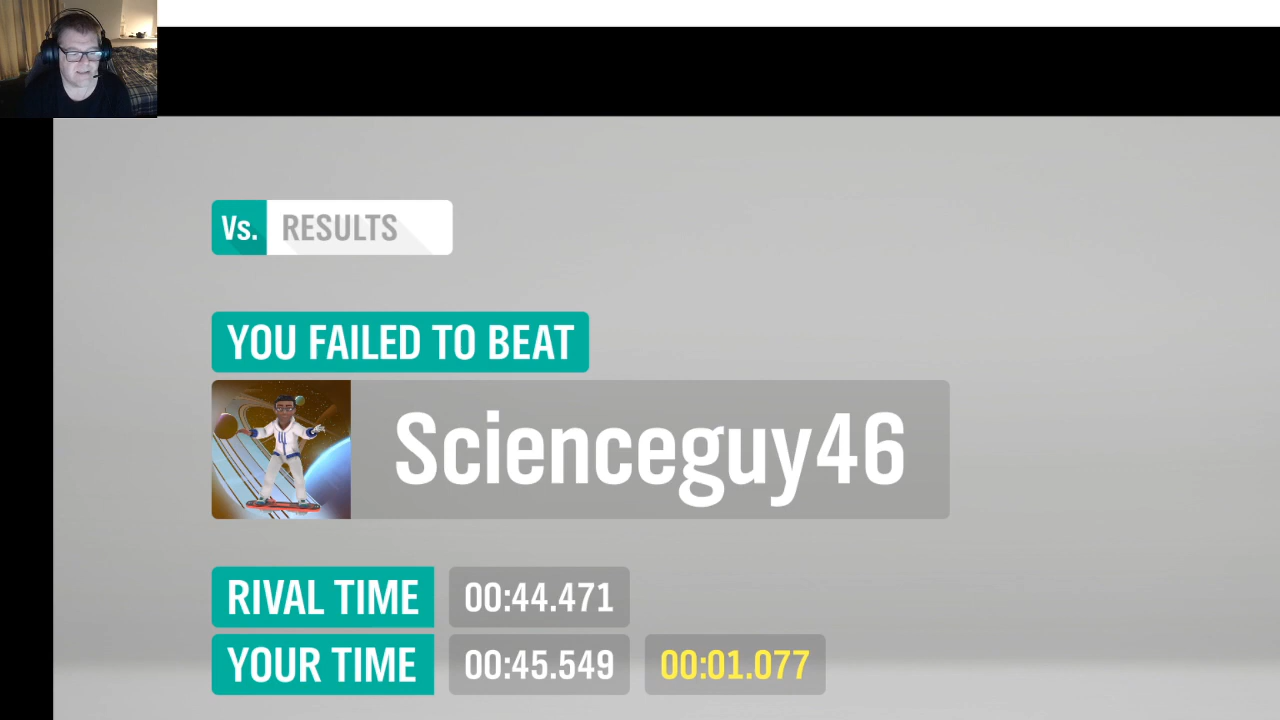 Vs. RESULTS
YOU FAILED TO BEAT
Scienceguy46
RIVAL TIME 00:44.471
YOUR TIME 00:45.549 00:01.077